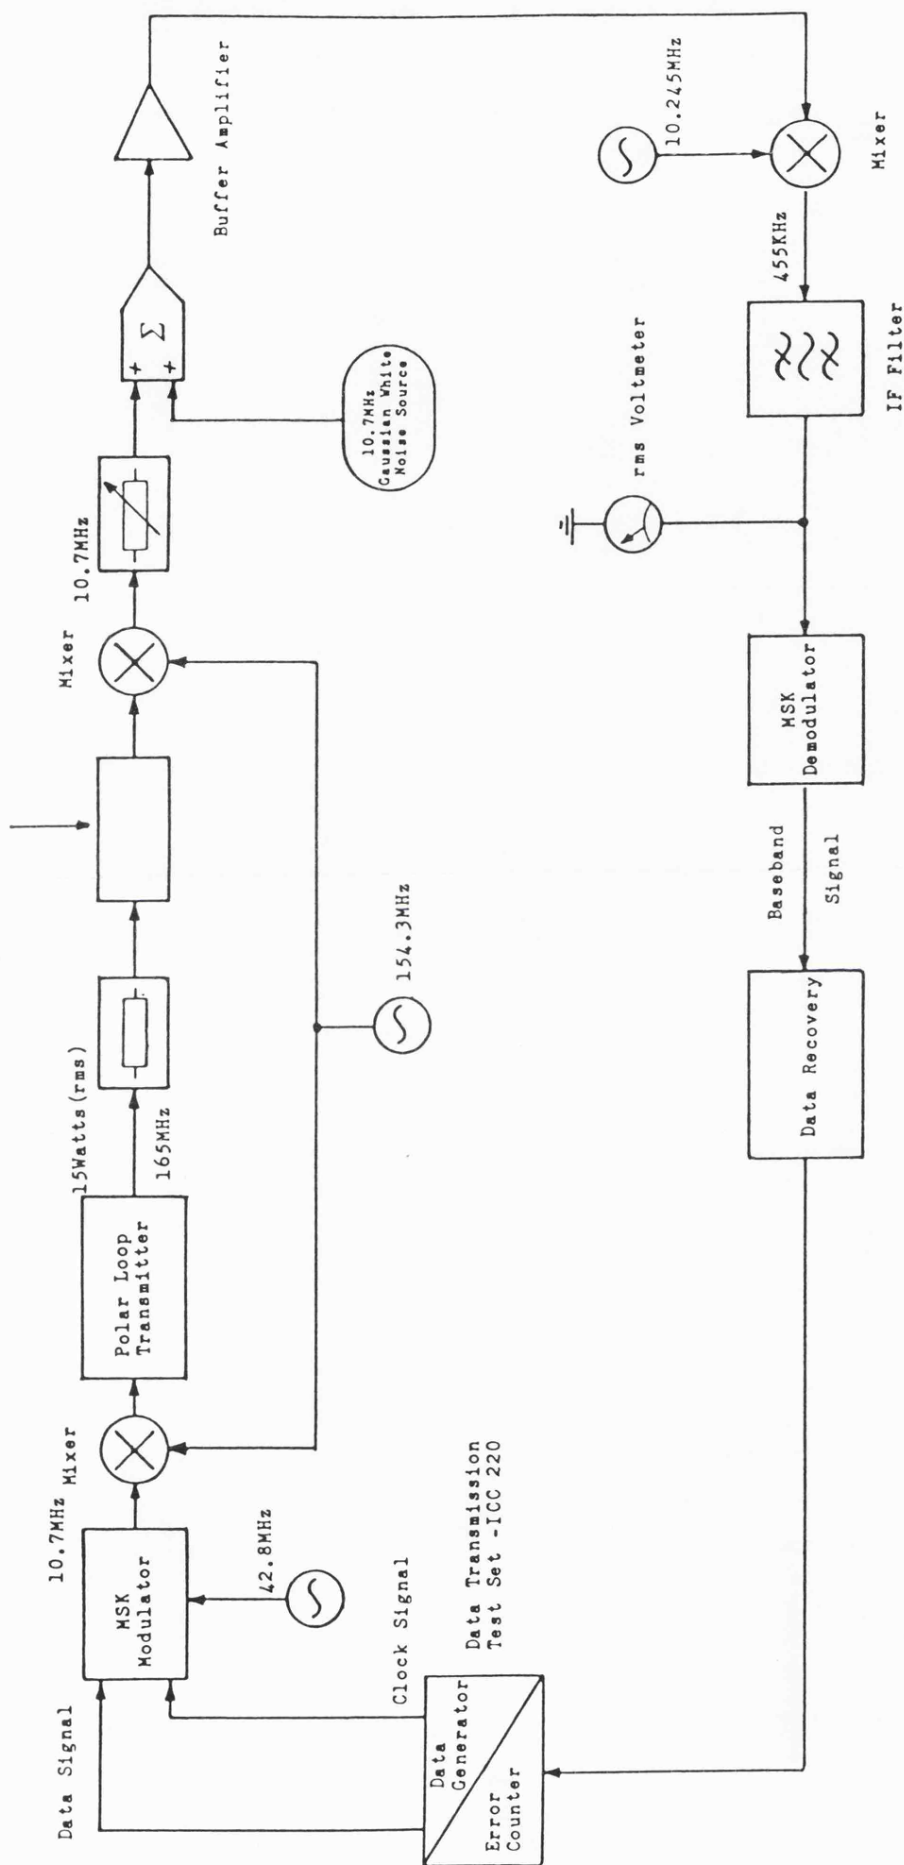 Data Signal
10.7MHz
MSK
Modulator
Mixer
Polar Loop
Transmitter
15Watts(rms)
165MHz
Mixer
10.7MHz
+
+
Σ
Buffer Amplifier
42.8MHz
154.3MHz
10.7MHz
Gaussian White
Noise Source
Clock Signal
Data
Generator
Error
Counter
Data Transmission
Test Set -ICC 220
10.245MHz
Mixer
455KHz
IF Filter
rms Voltmeter
MSK
Demodulator
Baseband
Signal
Data Recovery